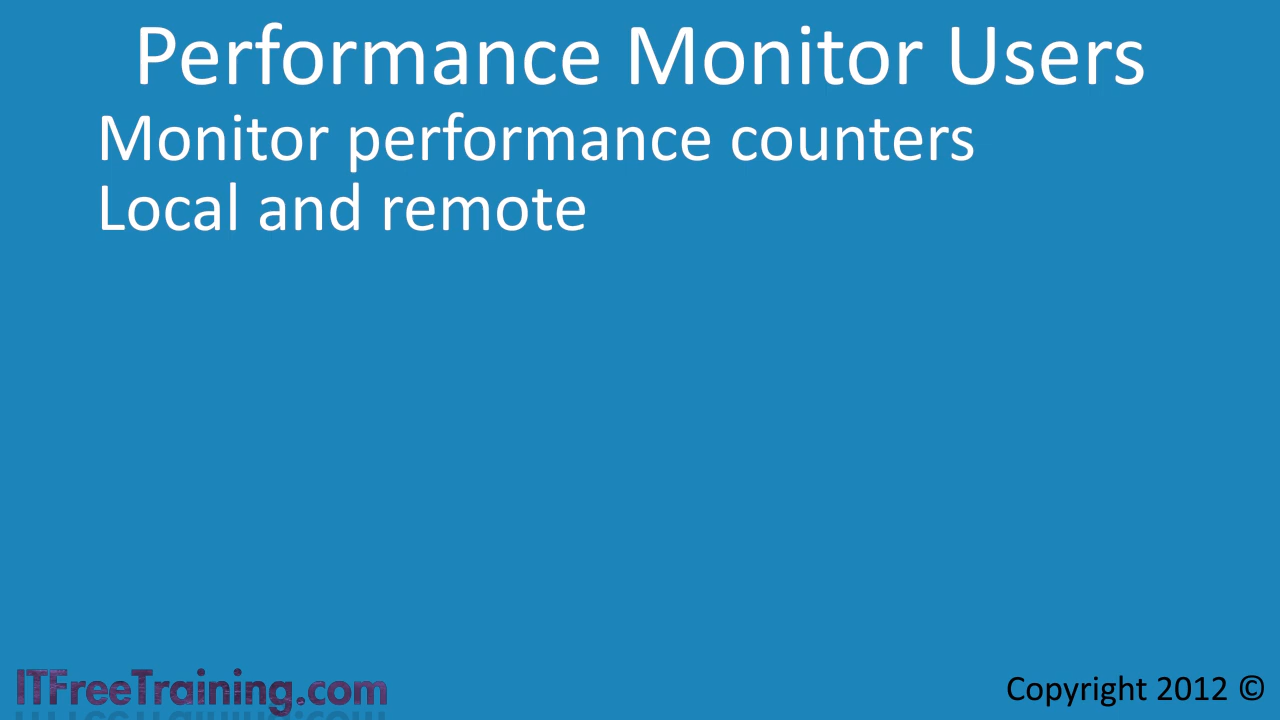 Performance Monitor Users
Monitor performance counters
Local and remote
ITFreeTraining.com
Copyright 2012 ©